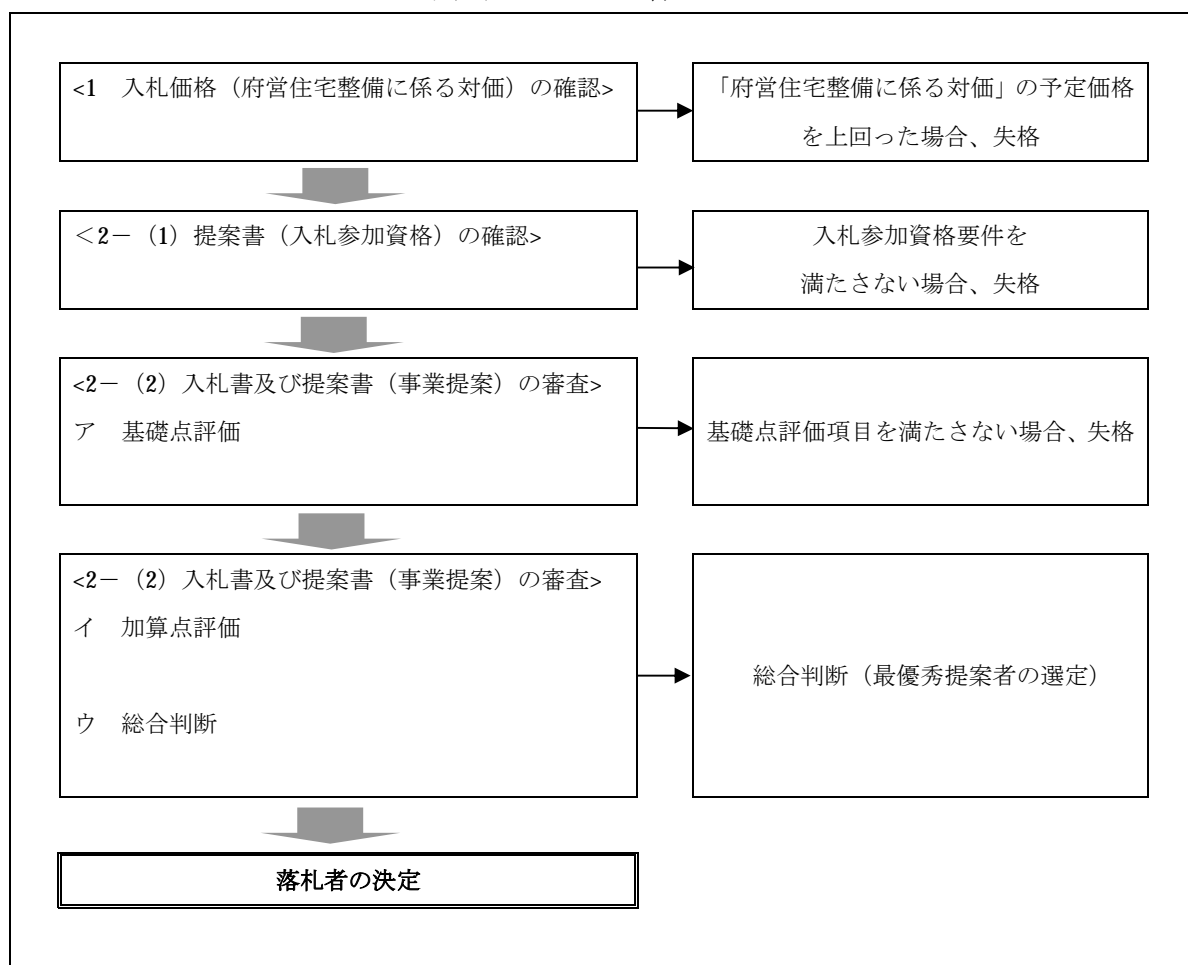 <1 入札価格（府営住宅整備に係る対価）の確認>
「府営住宅整備に係る対価」の予定価格
を上回った場合、失格
＜2－（1）提案書（入札参加資格）の確認>
入札参加資格要件を
満たさない場合、失格
<2－（2）入札書及び提案書（事業提案）の審査>
ア 基礎点評価
基礎点評価項目を満たさない場合、失格
<2－（2）入札書及び提案書（事業提案）の審査>
イ 加算点評価
ウ 総合判断
総合判断（最優秀提案者の選定）
落札者の決定